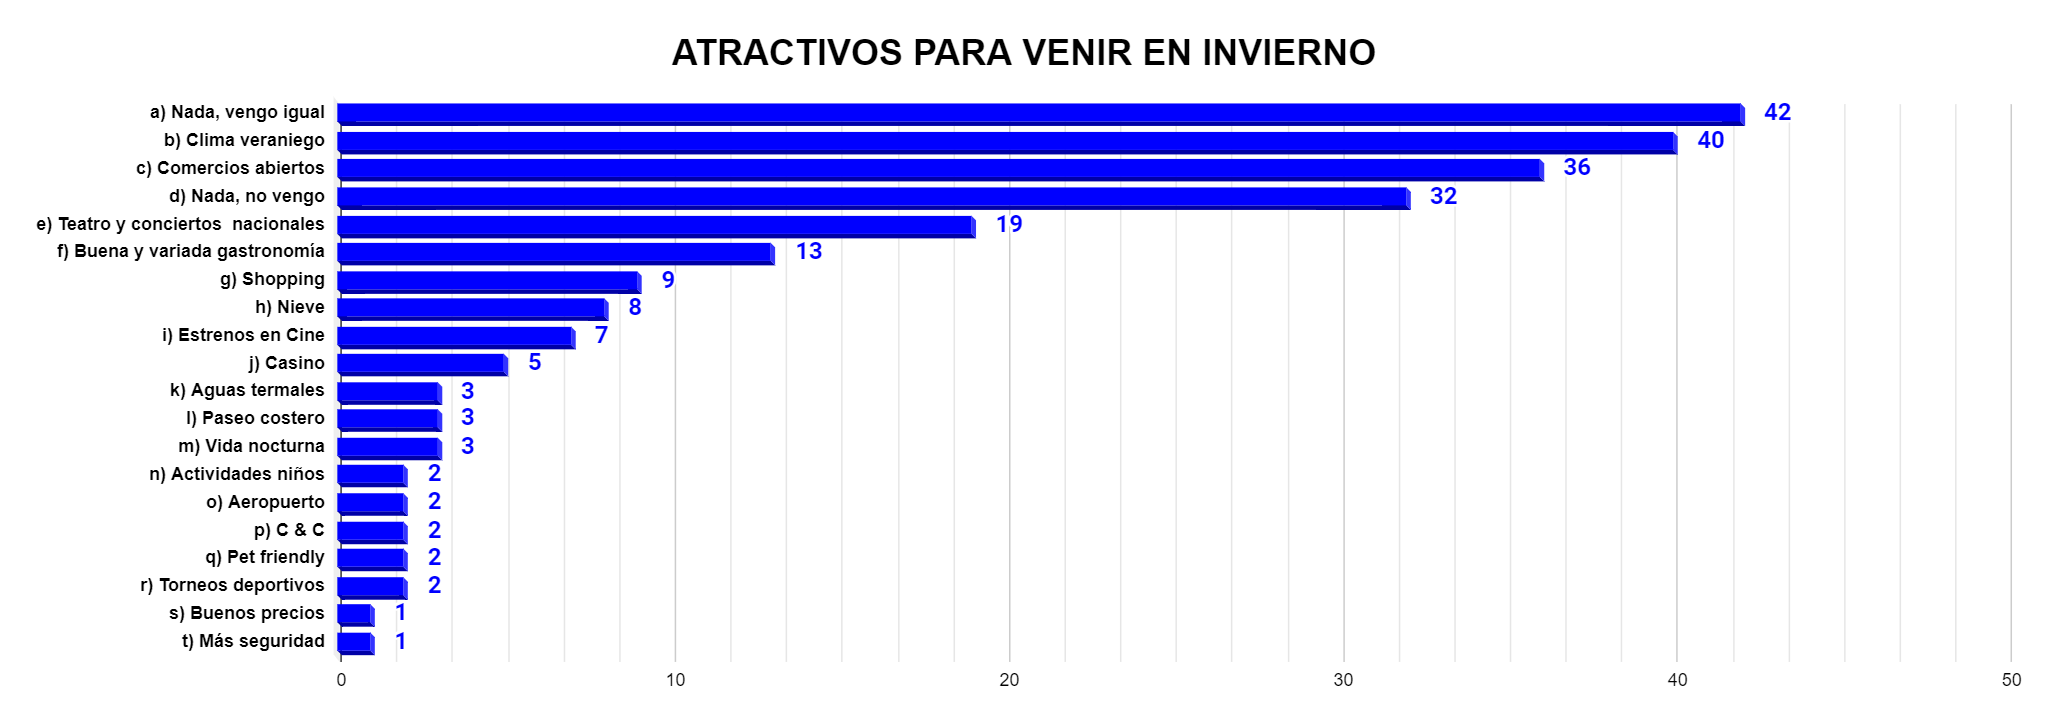 ATRACTIVOS PARA VENIR EN INVIERNO
a) Nada, vengo igual 42
b) Clima veraniego 40
c) Comercios abiertos 36
d) Nada, no vengo 32
e) Teatro y conciertos  nacionales 19
f) Buena y variada gastronomía 13
g) Shopping 9
h) Nieve 8
i) Estrenos en Cine 7
j) Casino 5
k) Aguas termales 3
l) Paseo costero 3
m) Vida nocturna 3
n) Actividades niños 2
o) Aeropuerto 2
p) C & C 2
q) Pet friendly 2
r) Torneos deportivos 2
s) Buenos precios 1
t) Más seguridad 1
0 10 20 30 40 50